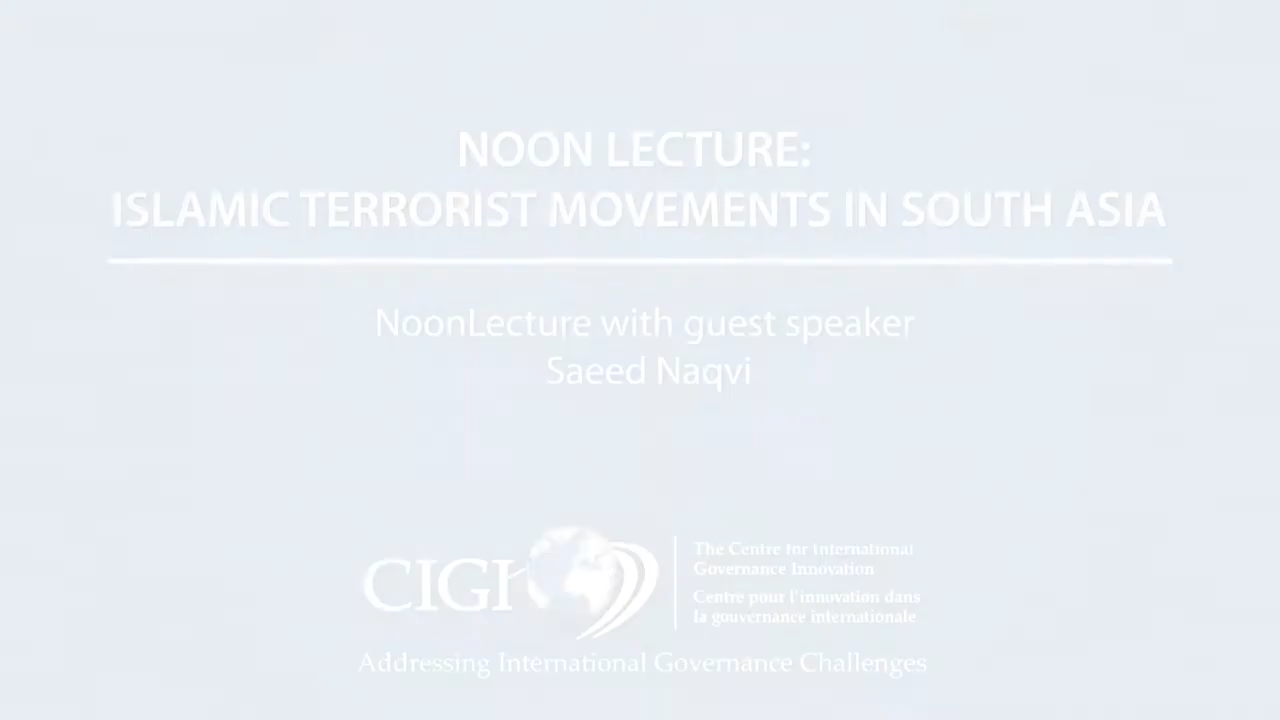 NOON LECTURE:
ISLAMIC TERRORIST MOVEMENTS IN SOUTH ASIA
NoonLecture with guest speaker
Saeed Naqvi
CIGI
The Centre for International
Governance Innovation
Centre pour l'innovation dans
la gouvernance internationale
Addressing International Governance Challenges